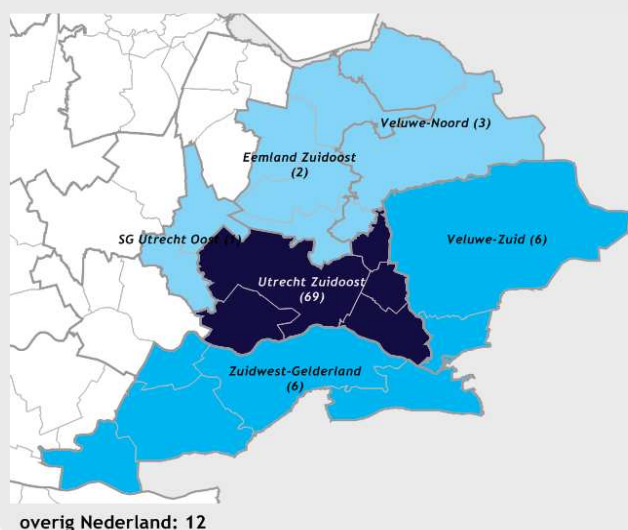 Veluwe-Noord (3)
Eemland Zuidoost
(2)
SG Utrecht Oost (1)
Veluwe-Zuid (6)
Utrecht Zuidoost
(69)
Zuidwest-Gelderland
(6)
overig Nederland: 12